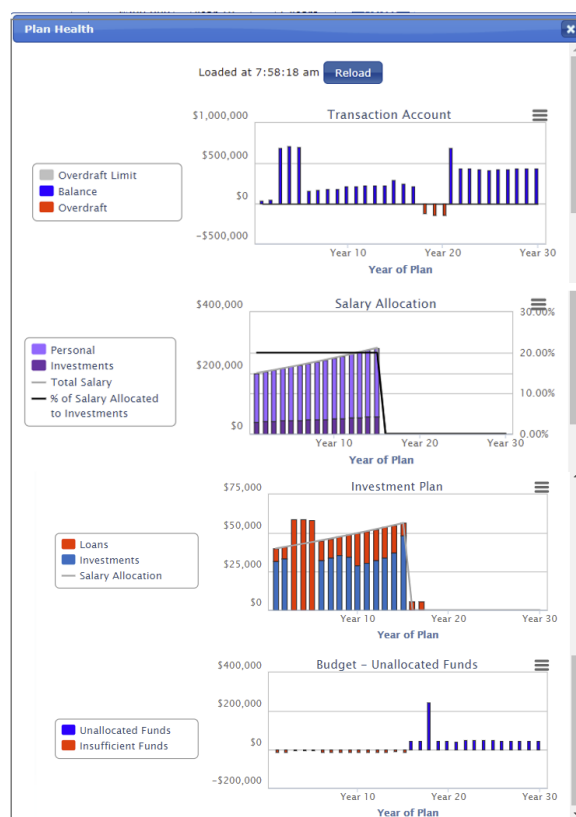 Plan Health
Loaded at 7:58:18 am Reload
Transaction Account
$1,000,000
$500,000
$0
−$500,000
Overdraft Limit
Balance
Overdraft
Year 10 Year 20 Year 30
Year of Plan
Salary Allocation
$400,000
$200,000
$0
30.00%
20.00%
10.00%
0.00%
Personal
Investments
Total Salary
% of Salary Allocated
to Investments
Year 10 Year 20 Year 30
Year of Plan
Investment Plan
$75,000
$50,000
$25,000
$0
Loans
Investments
Salary Allocation
Year 10 Year 20 Year 30
Year of Plan
Budget – Unallocated Funds
$400,000
$200,000
$0
−$200,000
Unallocated Funds
Insufficient Funds
Year 10 Year 20 Year 30
Year of Plan